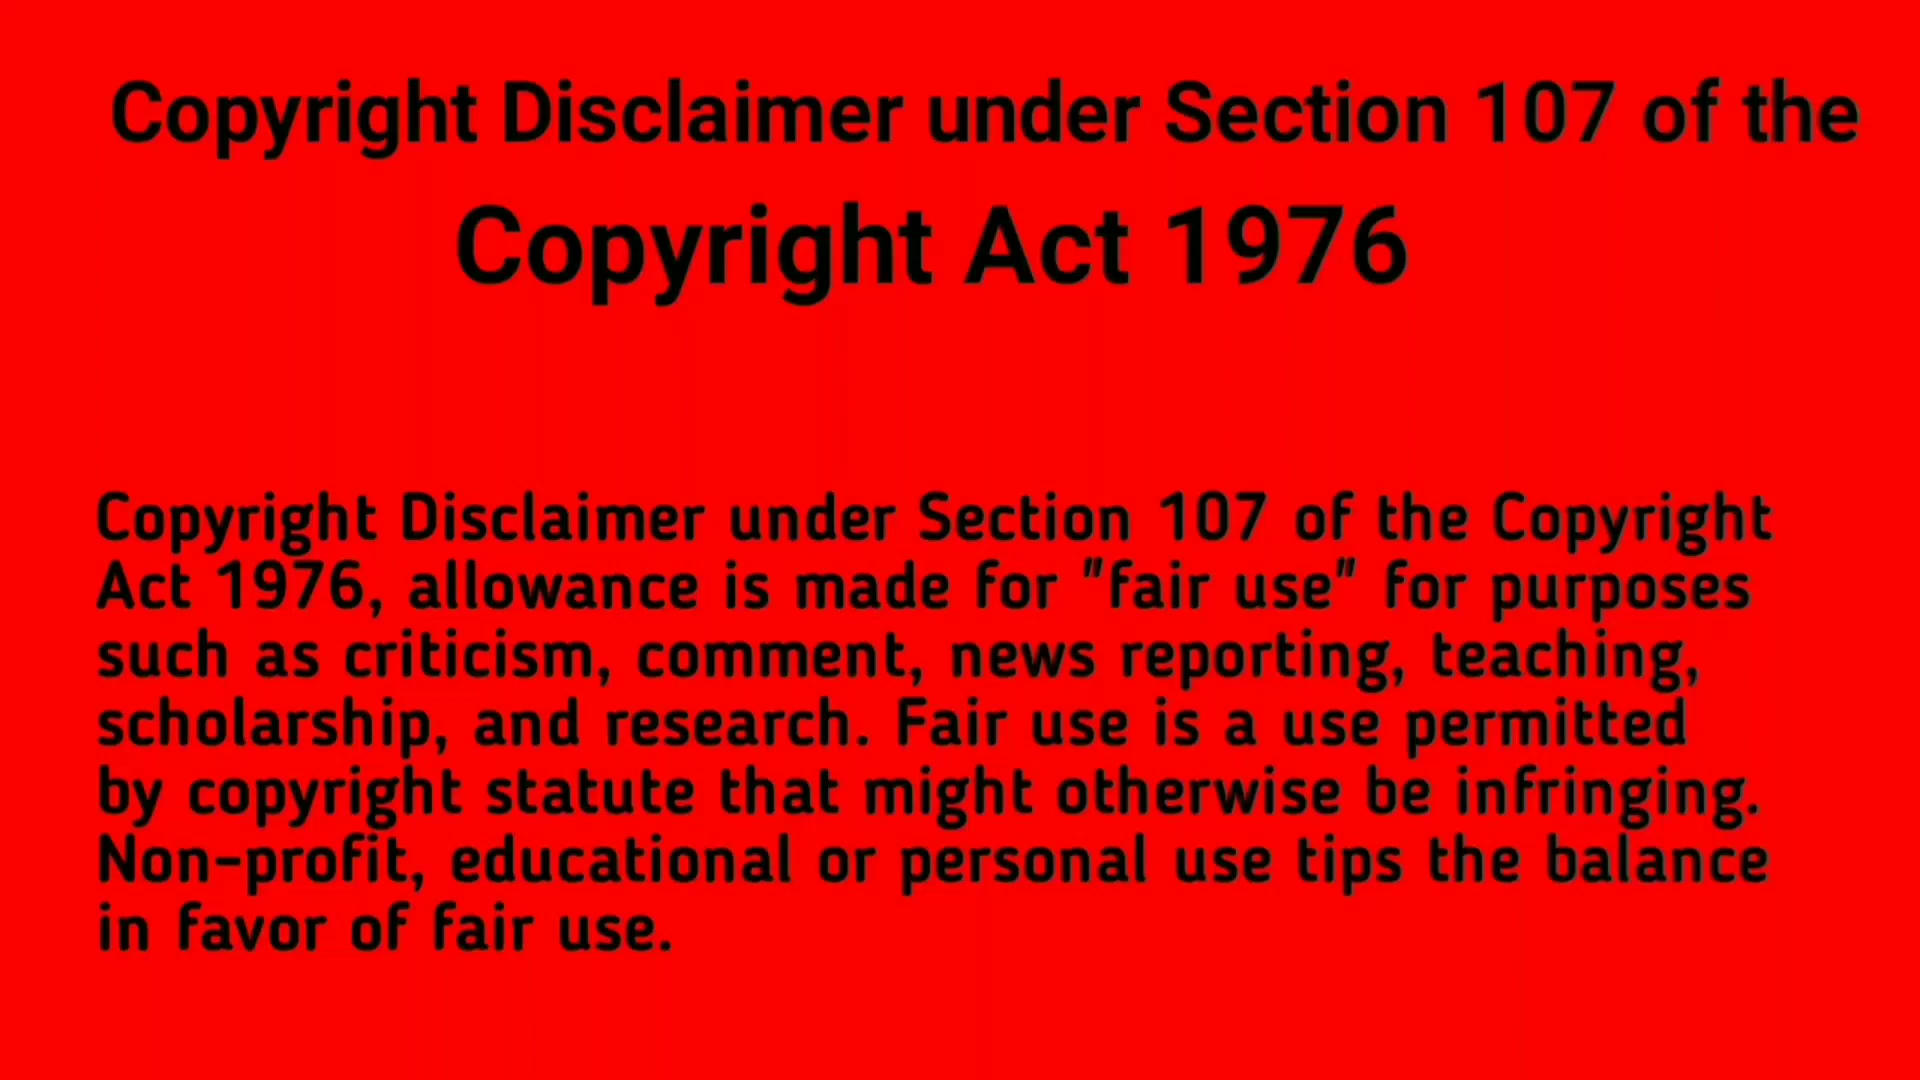 Copyright Disclaimer under Section 107 of the
Copyright Act 1976
Copyright Disclaimer under Section 107 of the Copyright
Act 1976, allowance is made for "fair use" for purposes
such as criticism, comment, news reporting, teaching,
scholarship, and research. Fair use is a use permitted
by copyright statute that might otherwise be infringing.
Non-profit, educational or personal use tips the balance
in favor of fair use.